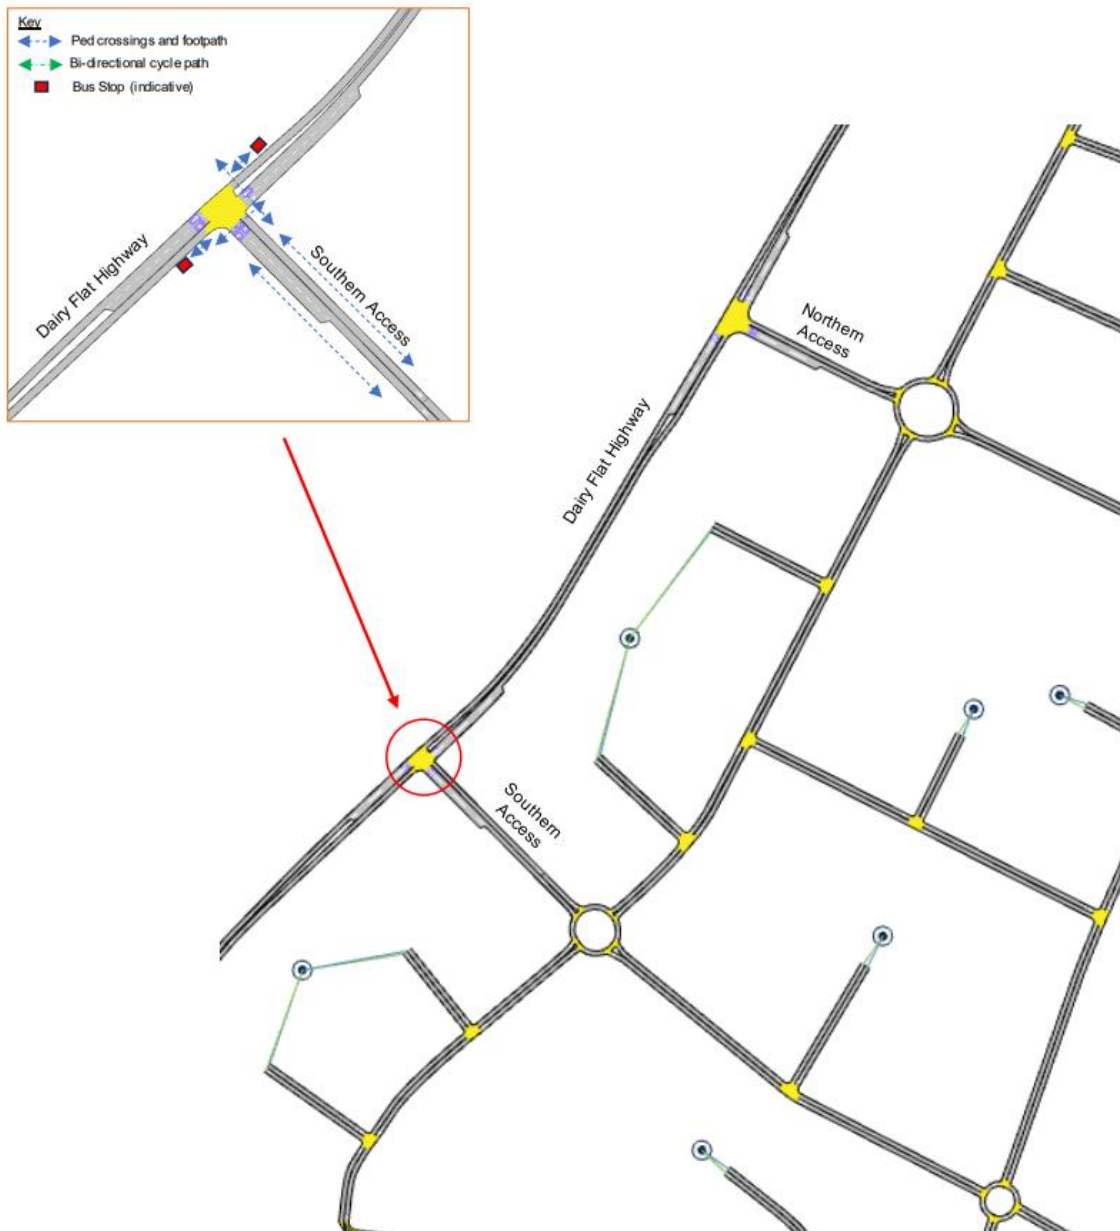 Key
Ped crossings and footpath
Bi-directional cycle path
Bus Stop (indicative)
Dairy Flat Highway
Southern Access
Northern
Access
Dairy Flat Highway
Southern
Access